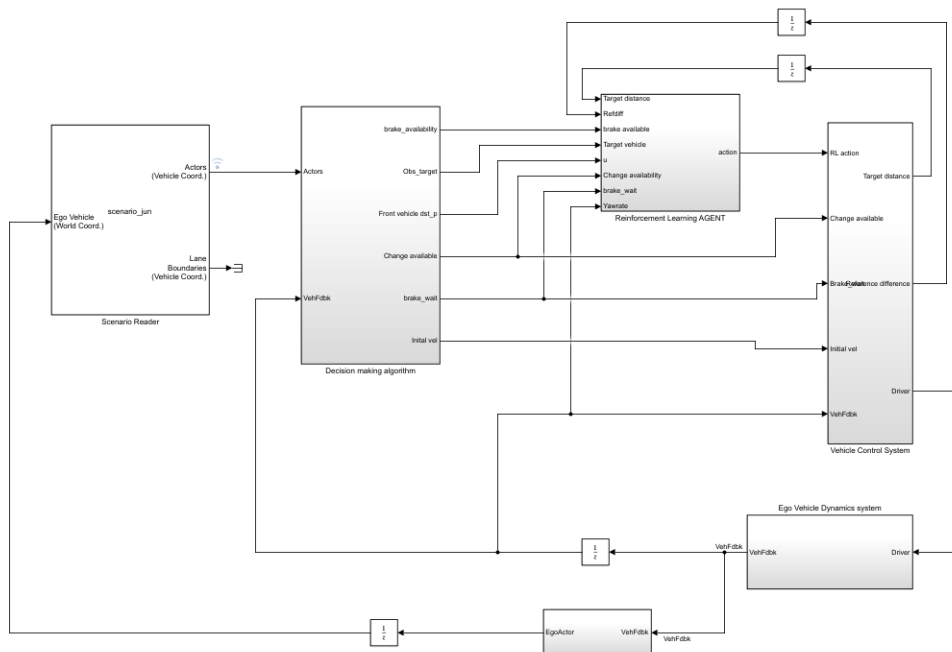 1
z
1
z
Target distance
Refdiff
brake available
Target vehicle
u
Change availability
brake_wait
Yawrate
action
Reinforcement Learning AGENT
Actors
(Vehicle Coord.)
scenario_jun
Ego Vehicle
(World Coord.)
Lane
Boundaries
(Vehicle Coord.)
Scenario Reader
Actors
VehFdbk
brake_availability
Obs_target
Front vehicle dst_p
Change available
brake_wait
Inital vel
Decision making algorithm
RL action
Target distance
Change available
Reference difference
Initial vel
Driver
VehFdbk
Vehicle Control System
Ego Vehicle Dynamics system
VehFdbk
VehFdbk
Driver
1
z
1
z
EgoActor
VehFdbk
VehFdbk